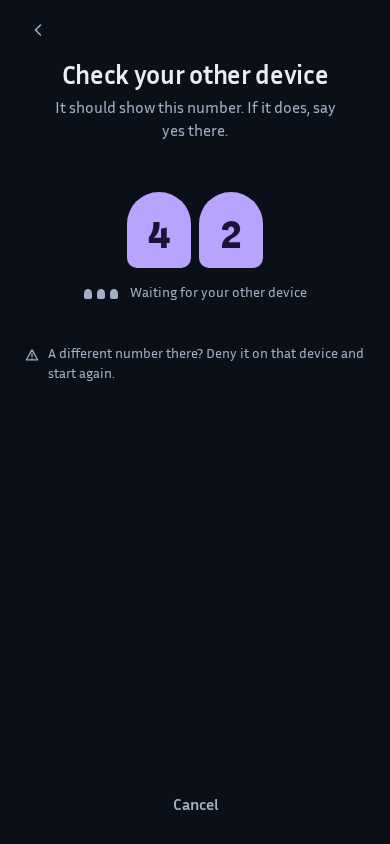 Check your other device
It should show this number. If it does, say
yes there.
4 2
Waiting for your other device
A different number there? Deny it on that device and
start again.
Cancel